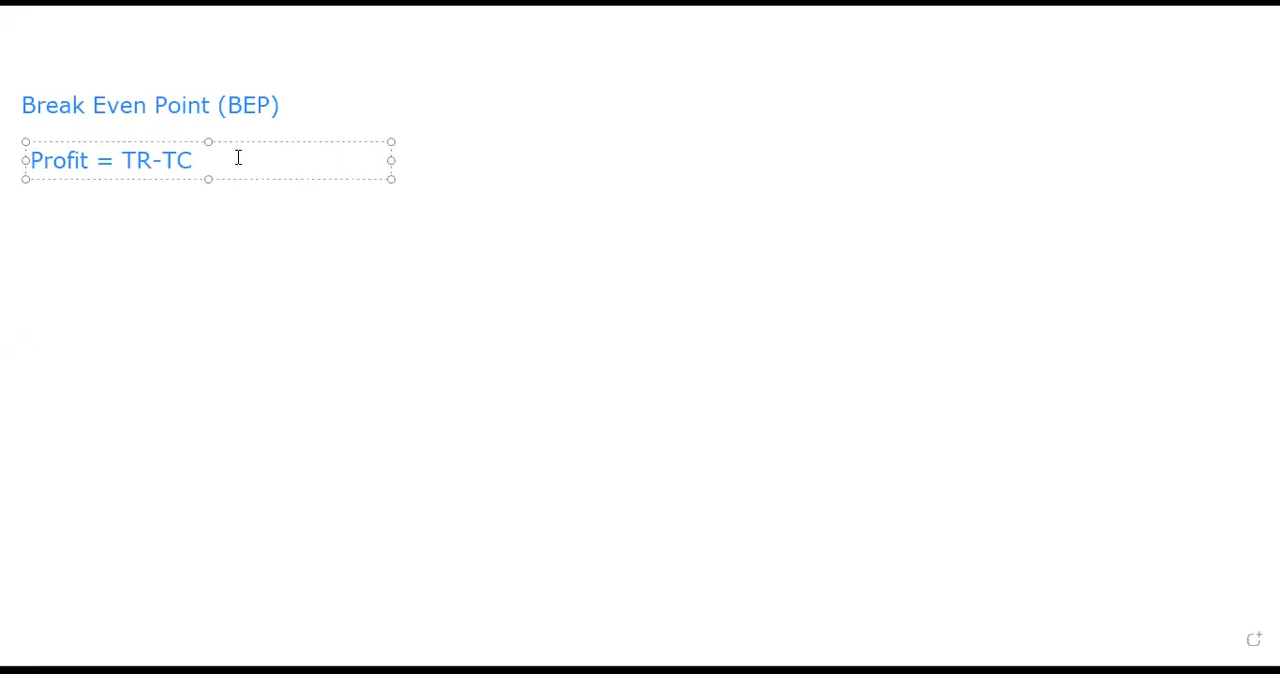 Break Even Point (BEP)
Profit = TR-TC